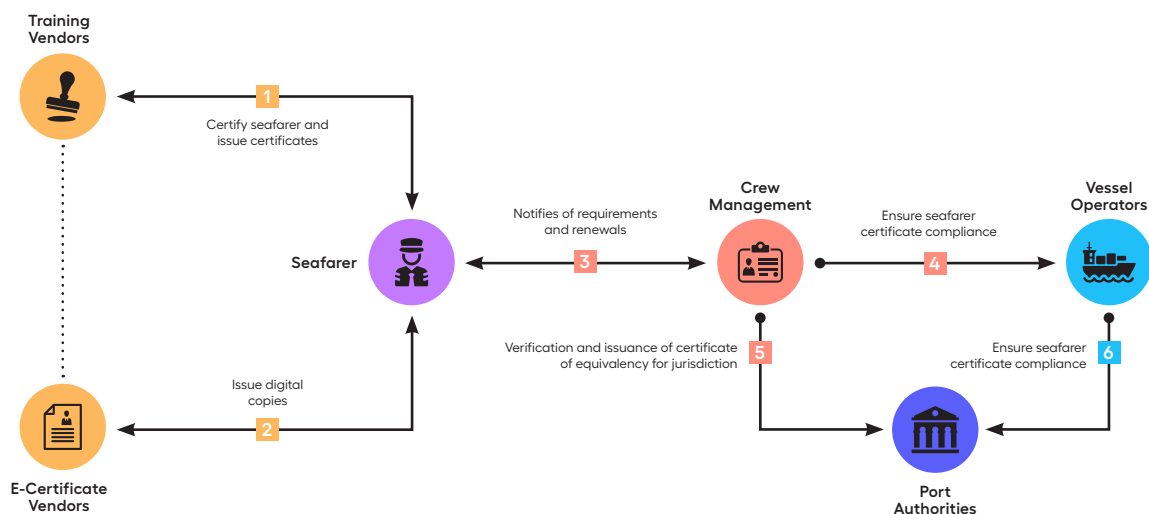 Training
Vendors
1
Certify seafarer and
issue certificates
Seafarer
Notifies of requirements
and renewals
3
Crew
Management
Ensure seafarer
certificate compliance
4
Vessel
Operators
Verification and issuance of certificate
of equivalency for jurisdiction
5
Ensure seafarer
certificate compliance
6
Issue digital
copies
2
E-Certificate
Vendors
Port
Authorities